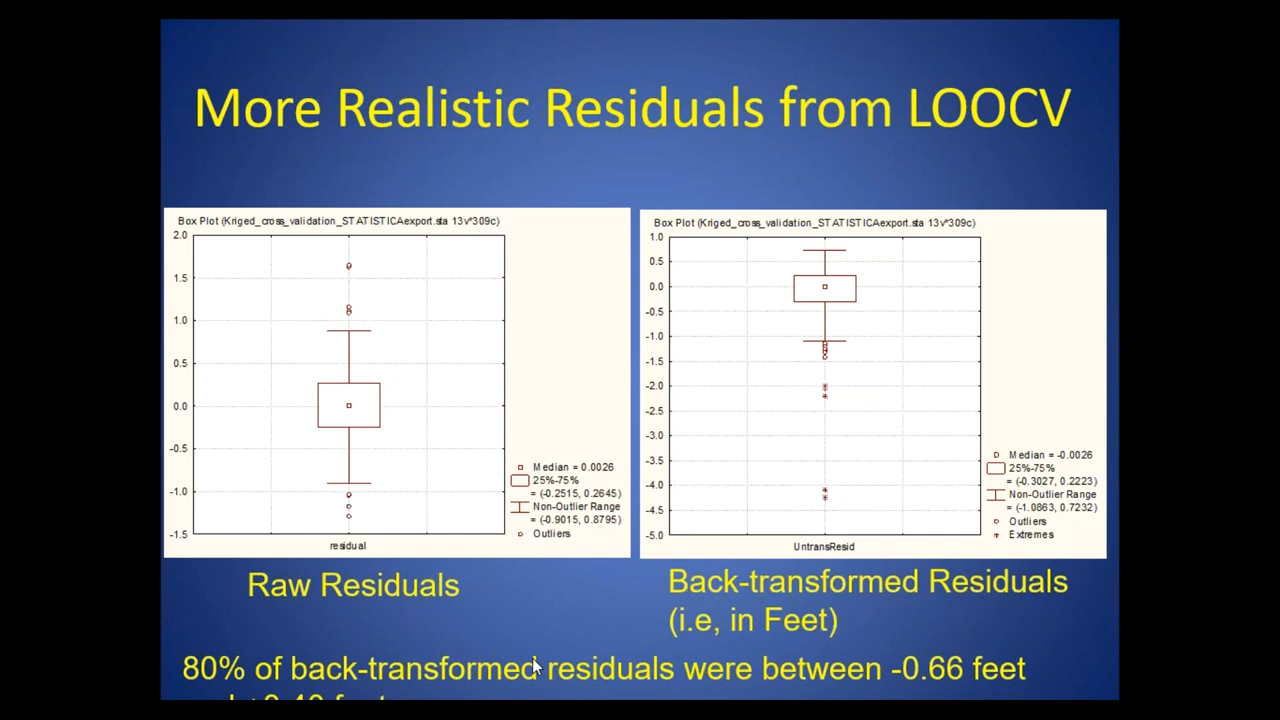 More Realistic Residuals from LOOCV
Box Plot (Kriged_cross_validation_STATISTICAexport.sta 13v*309c)
2.0
1.5
1.0
0.5
0.0
-0.5
-1.0
-1.5
residual
Median = 0.0026
25%-75%
= (-0.2515, 0.2645)
Non-Outlier Range
= (-0.9015, 0.8795)
Outliers
Box Plot (Kriged_cross_validation_STATISTICAexport.sta 13v*309c)
1.0
0.5
0.0
-0.5
-1.0
-1.5
-2.0
-2.5
-3.0
-3.5
-4.0
-4.5
-5.0
UntransResid
Median = -0.0026
25%-75%
= (-0.3027, 0.2223)
Non-Outlier Range
= (-1.0863, 0.7232)
Outliers
Extremes
Raw Residuals
Back-transformed Residuals
(i.e, in Feet)
80% of back-transformed residuals were between -0.66 feet